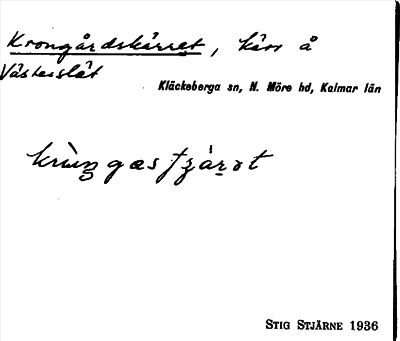 Krongårdskärret, kärr å
Västerslät
Kläckeberga sn, N. Möre hd, Kalmar län
STIG STJÄRNE 1936